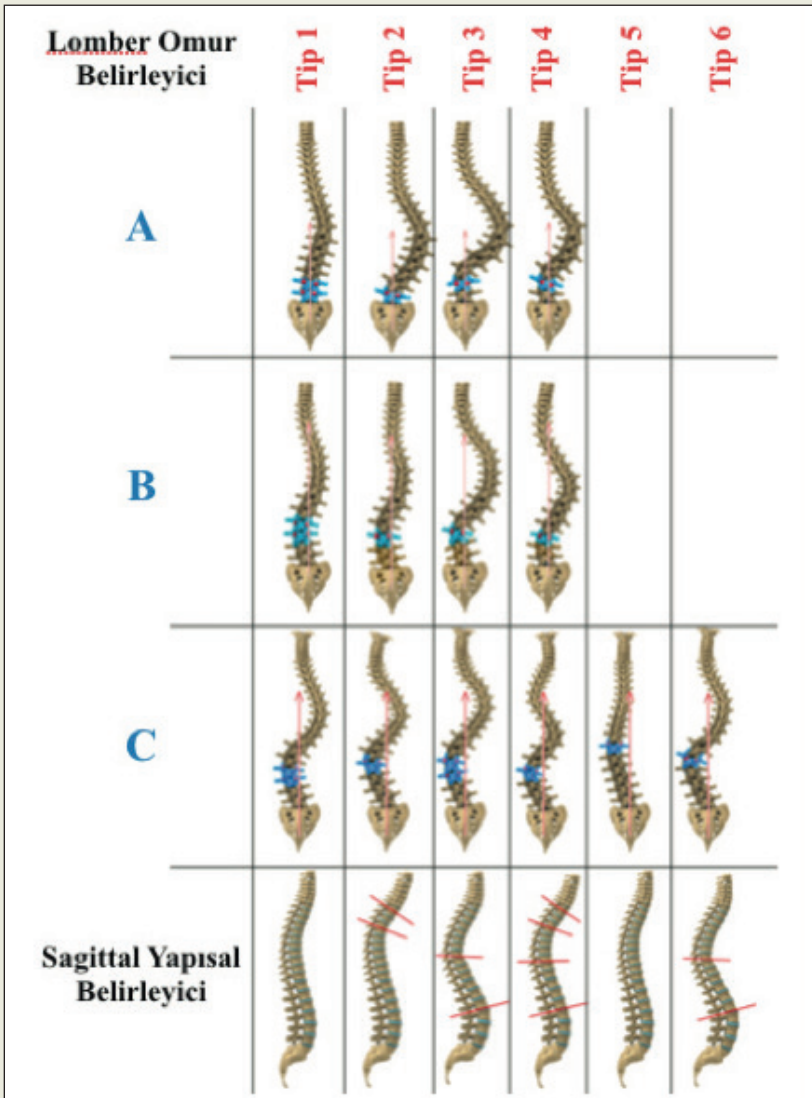 Lomber Omur
Belirleyici
Tip 1
Tip 2
Tip 3
Tip 4
Tip 5
Tip 6
A
B
C
Sagittal Yapısal
Belirleyici